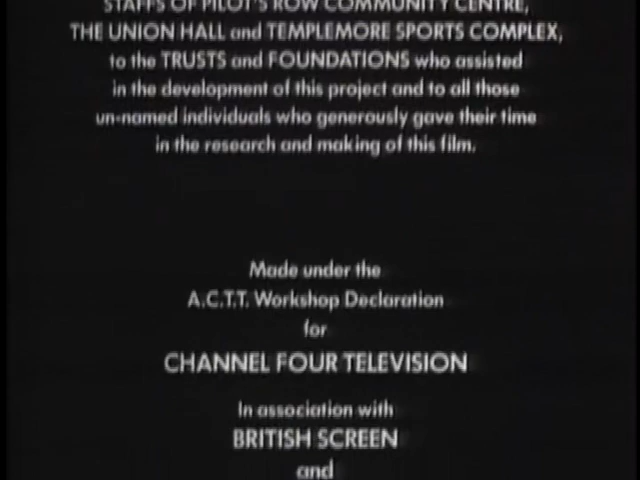 STAFFS OF PILOT'S ROW COMMUNITY CENTRE,
THE UNION HALL and TEMPLEMORE SPORTS COMPLEX,
to the TRUSTS and FOUNDATIONS who assisted
in the development of this project and to all those
un-named individuals who generously gave their time
in the research and making of this film.
Made under the
A.C.T.T. Workshop Declaration
for
CHANNEL FOUR TELEVISION
In association with
BRITISH SCREEN
and